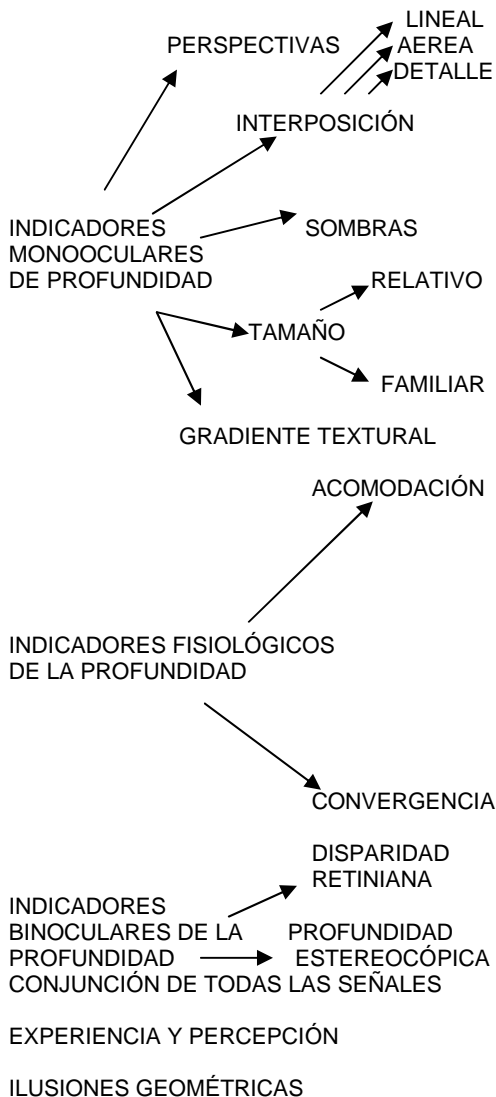 LINEAL
PERSPECTIVAS
AEREA
DETALLE
INTERPOSICIÓN
INDICADORES
MONOOCULARES
DE PROFUNDIDAD
SOMBRAS
RELATIVO
TAMAÑO
FAMILIAR
GRADIENTE TEXTURAL
ACOMODACIÓN
INDICADORES FISIOLÓGICOS
DE LA PROFUNDIDAD
CONVERGENCIA
DISPARIDAD
RETINIANA
INDICADORES
BINOCULARES DE LA PROFUNDIDAD
PROFUNDIDAD ESTEREOCÓPICA
CONJUNCIÓN DE TODAS LAS SEÑALES
EXPERIENCIA Y PERCEPCIÓN
ILUSIONES GEOMÉTRICAS